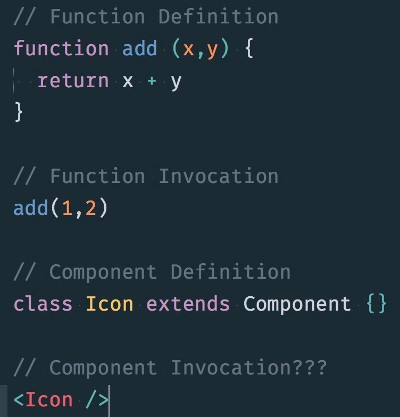 // Function Definition
function add (x,y) {
  return x + y
}
// Function Invocation
add(1,2)
// Component Definition
class Icon extends Component {}
// Component Invocation???
<Icon />